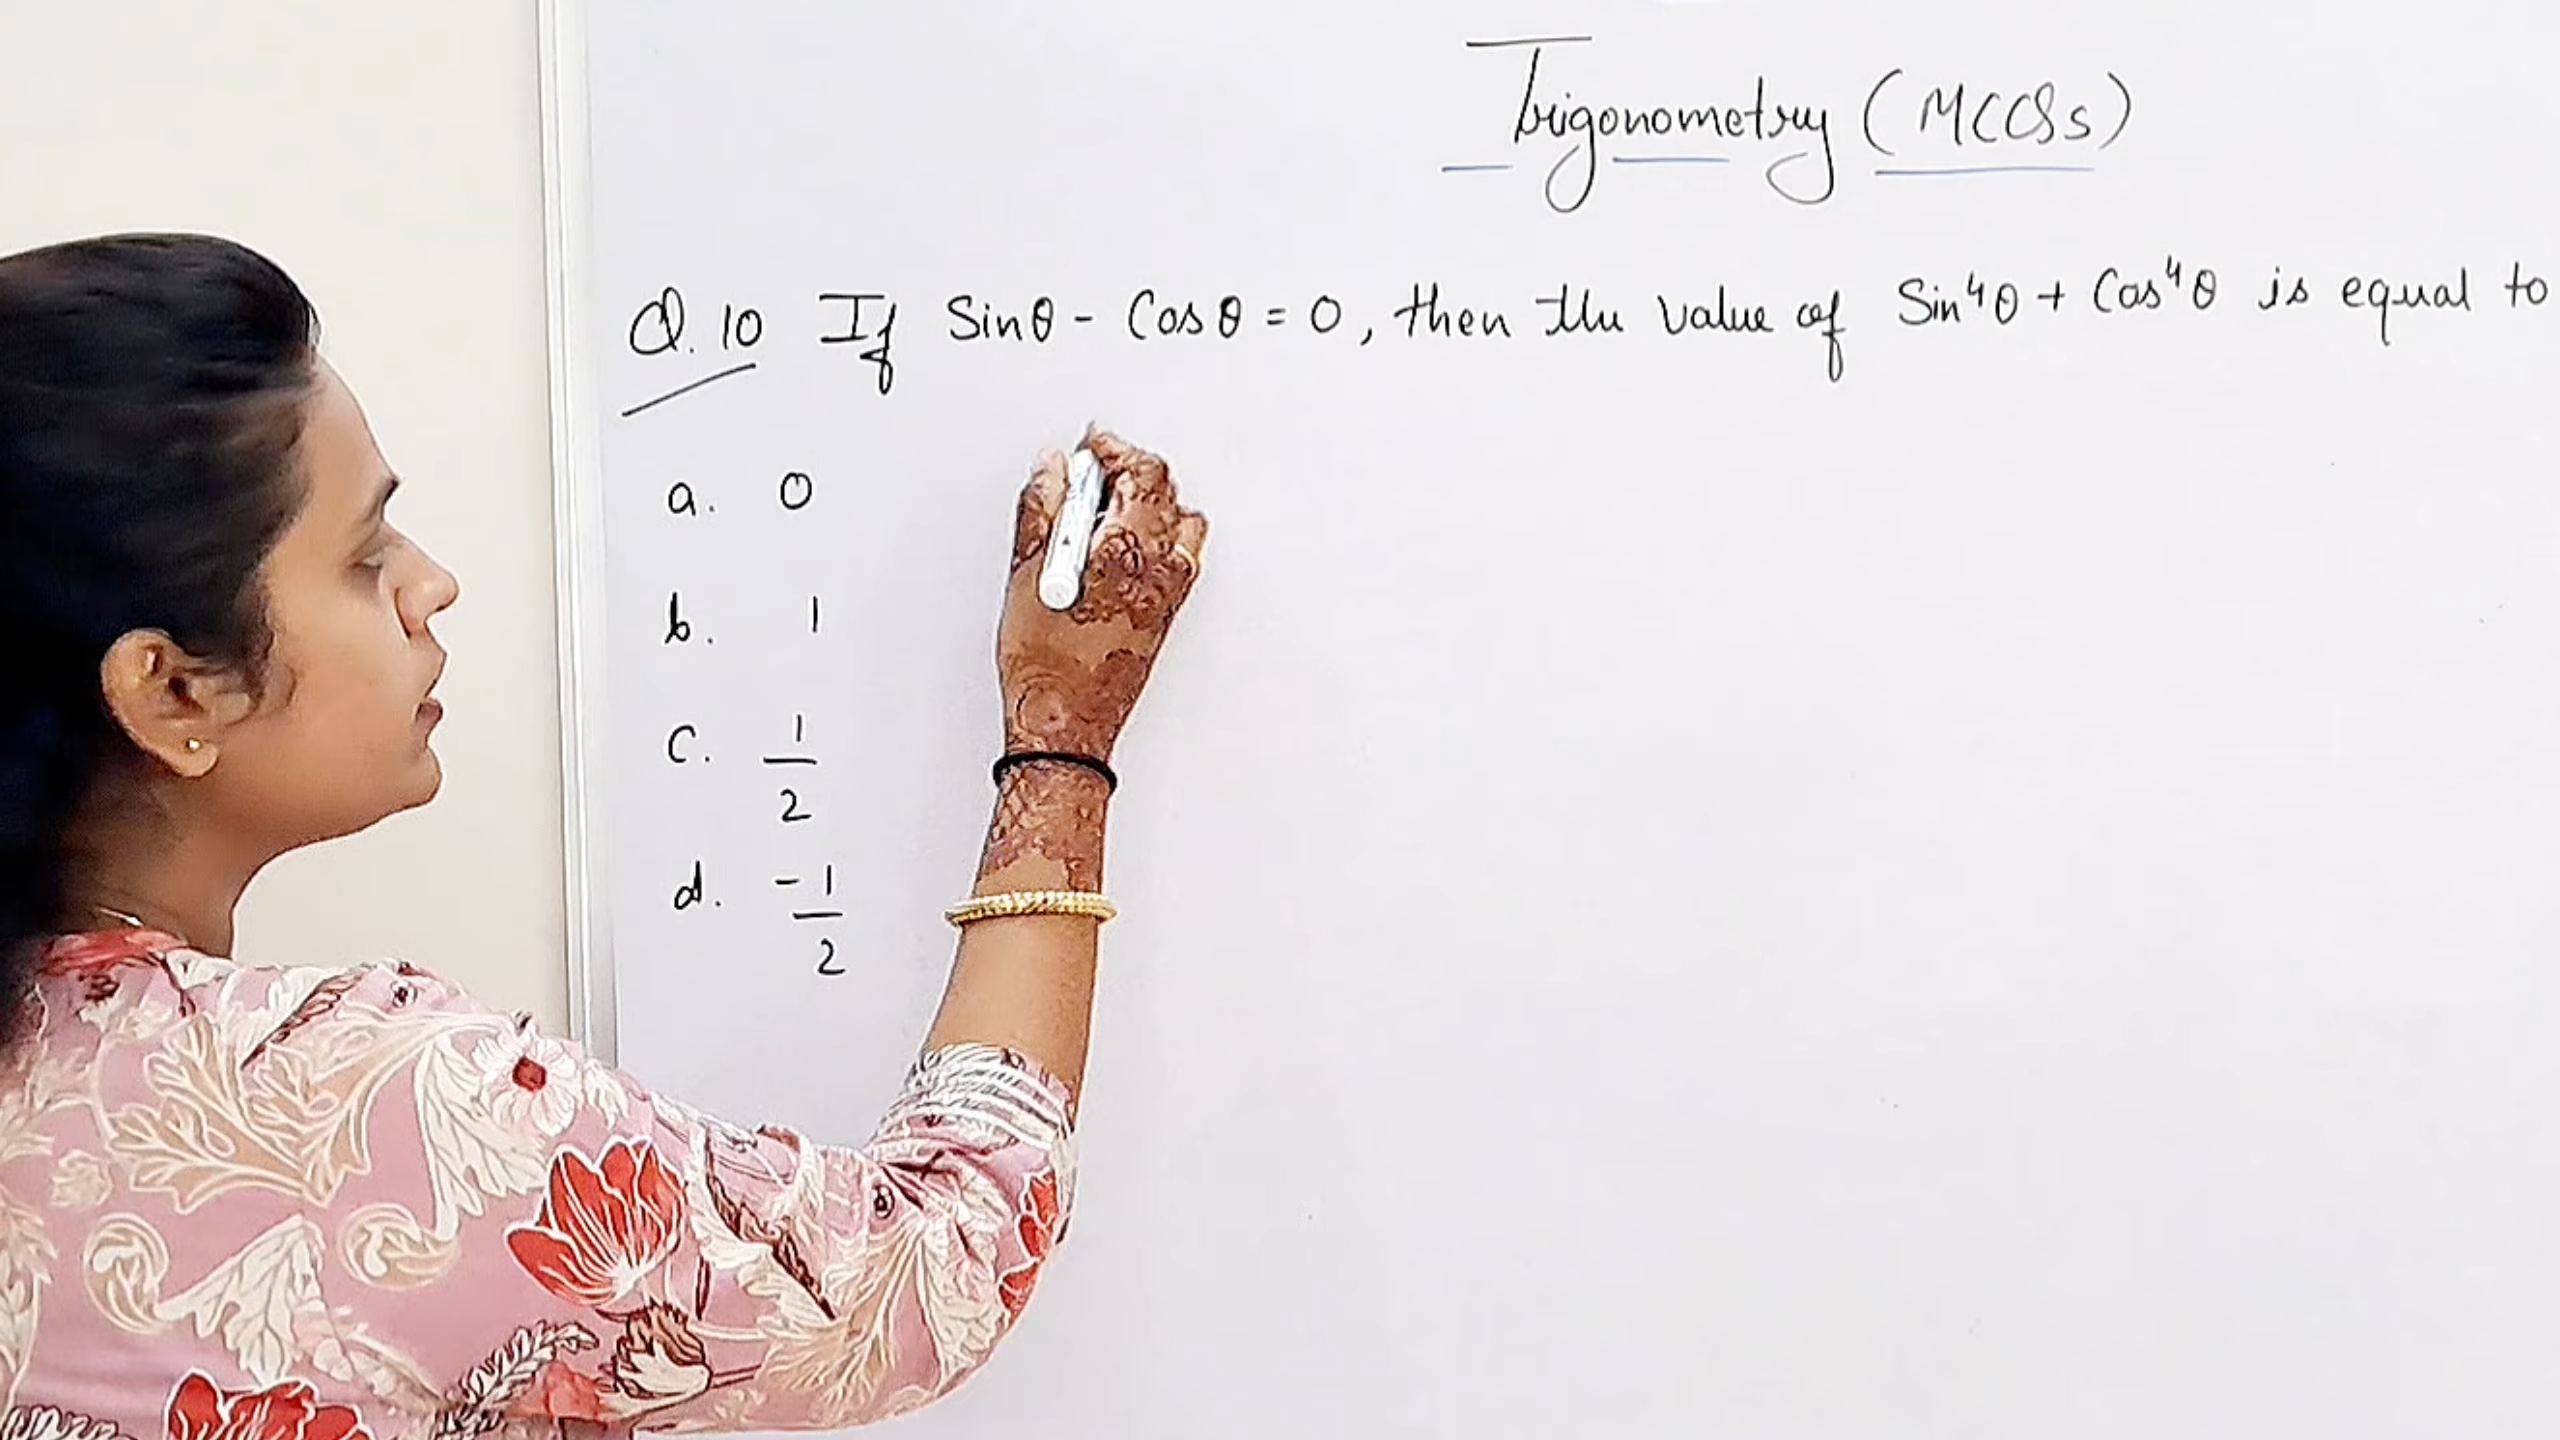 Trigonometry (MCQs)
Q.10 If Sinθ - Cosθ = 0, then the value of Sin⁴θ + Cos⁴θ is equal to
a. 0
b. 1
c. 1/2
d. -1/2